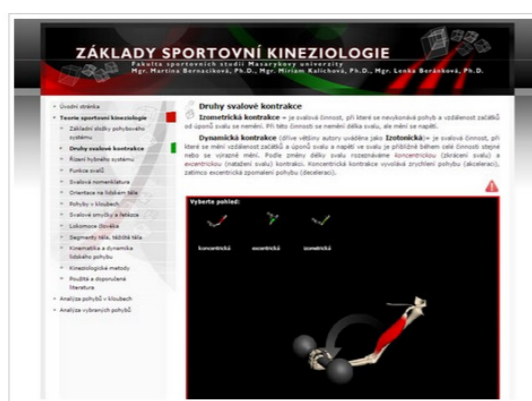 ZÁKLADY SPORTOVNÍ KINEZIOLOGIE
Fakulta sportovních studií Masarykovy univerzity
Mgr. Martina Bernaciková, Ph.D., Mgr. Miriam Kalichová, Ph.D., Mgr. Lenka Beránková, Ph.D.
Úvodní stránka
Teorie sportovní kineziologie
Základní složky pohybového
systému
Druhy svalové kontrakce
Řízení hybného systému
Funkce svalů
Svalová nomenklatura
Orientace na lidském těle
Pohyby v kloubech
Svalové smyčky a řetězce
Lokomoce člověka
Segmenty těla, těžiště těla
Kinematika a dynamika
lidského pohybu
Kineziologické metody
Použitá a doporučená
literatura
Analýza pohybů v kloubech
Analýza vybraných pohybů
Druhy svalové kontrakce
Izometrická kontrakce = je svalová činnost, při které se nevykonává pohyb a vzdálenost začátků
od úponů svalu se nemění. Při této činnosti se nemění délka svalu, ale mění se napětí.
Dynamická kontrakce (dříve většiny autory uváděna jako Izotonická)= je svalová činnost, při
které se mění vzdálenost začátků a úponů svalu a napětí ve svalu je přibližně během celé činnosti stejné
nebo se výrazně mění. Podle změny délky svalu rozeznáváme koncentrickou (zkrácení svalu) a
excentrickou (natažení svalu) kontrakci. Koncentrická kontrakce vyvolává zrychlení pohybu (akceleraci),
zatímco excentrická zpomalení pohybu (deceleraci).
Vyberte pohled:
koncentrická excentrická izometrická